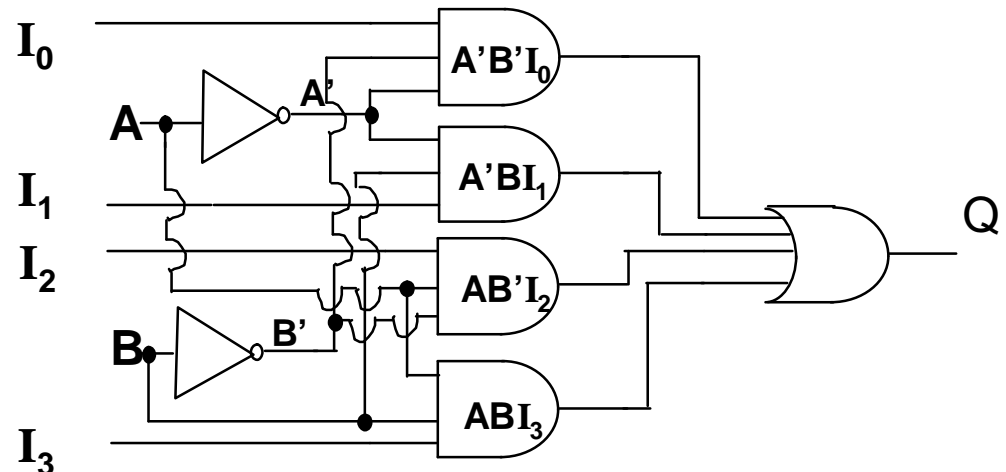 I₀
A'B'I₀
A'
A
A'BI₁
I₁
Q
I₂
AB'I₂
B'
B
ABI₃
I₃